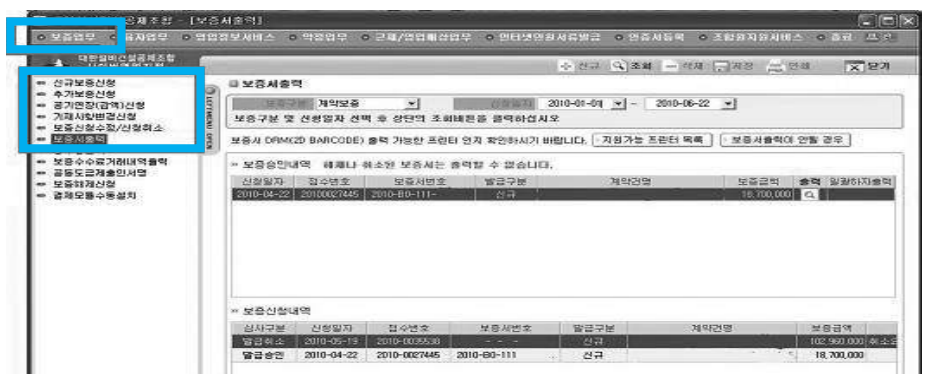 공제조합 - [보증서출력]
보증업무 융자업무 영업정보서비스 약정업무 공제/영업배상업무 인터넷민원서류발급 인증서등록 조합원지원서비스 종료
대한설비건설공제조합
신규 조회 삭제 저장 인쇄 닫기
신규보증신청
추가보증신청
공기연장(감액)신청
기재사항변경신청
보증신청수정/신청취소
보증서출력
보증수수료거래내역출력
공동도급제출인서명
보증해제신청
결제모듈수동설치
LEFTMENU OPEN
보증서출력
보증구분 계약보증 신청일자 2010-01-01 ~ 2010-06-22
보증구분 및 신청일자 선택 후 상단의 조회버튼을 클릭하십시오
보증서 DRM(2D BARCODE) 출력 가능한 프린터 인지 확인하시기 바랍니다. 지원가능 프린터 목록 보증서출력이 안될 경우
보증승인내역 해제나 취소된 보증서는 출력할 수 없습니다.
신청일자 접수번호 보증서번호 발급구분 계약건명 보증금액 출력 일괄하자출력
2010-04-22 20100027445 2010-B0-111- 신규 18,700,000
보증신청내역
심사구분 신청일자 접수번호 보증서번호 발급구분 계약건명 보증금액
발급취소 2010-05-19 2010-0035538 - - - 신규 102,960,000
발급승인 2010-04-22 2010-0027445 2010-B0-111 신규 18,700,000